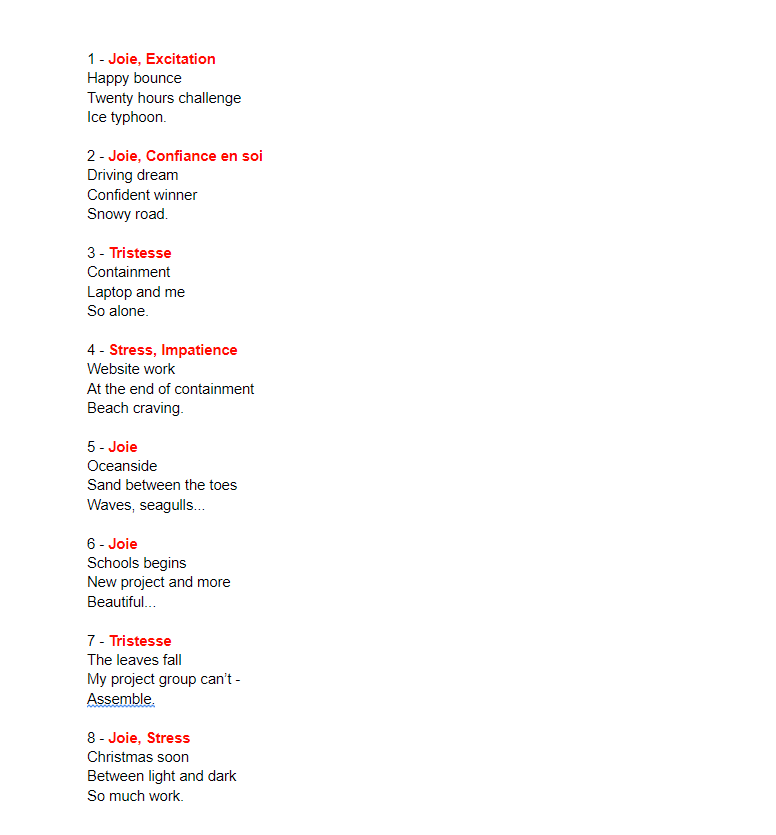 1 - Joie, Excitation
Happy bounce
Twenty hours challenge
Ice typhoon.
2 - Joie, Confiance en soi
Driving dream
Confident winner
Snowy road.
3 - Tristesse
Containment
Laptop and me
So alone.
4 - Stress, Impatience
Website work
At the end of containment
Beach craving.
5 - Joie
Oceanside
Sand between the toes
Waves, seagulls...
6 - Joie
Schools begins
New project and more
Beautiful...
7 - Tristesse
The leaves fall
My project group can’t -
Assemble.
8 - Joie, Stress
Christmas soon
Between light and dark
So much work.